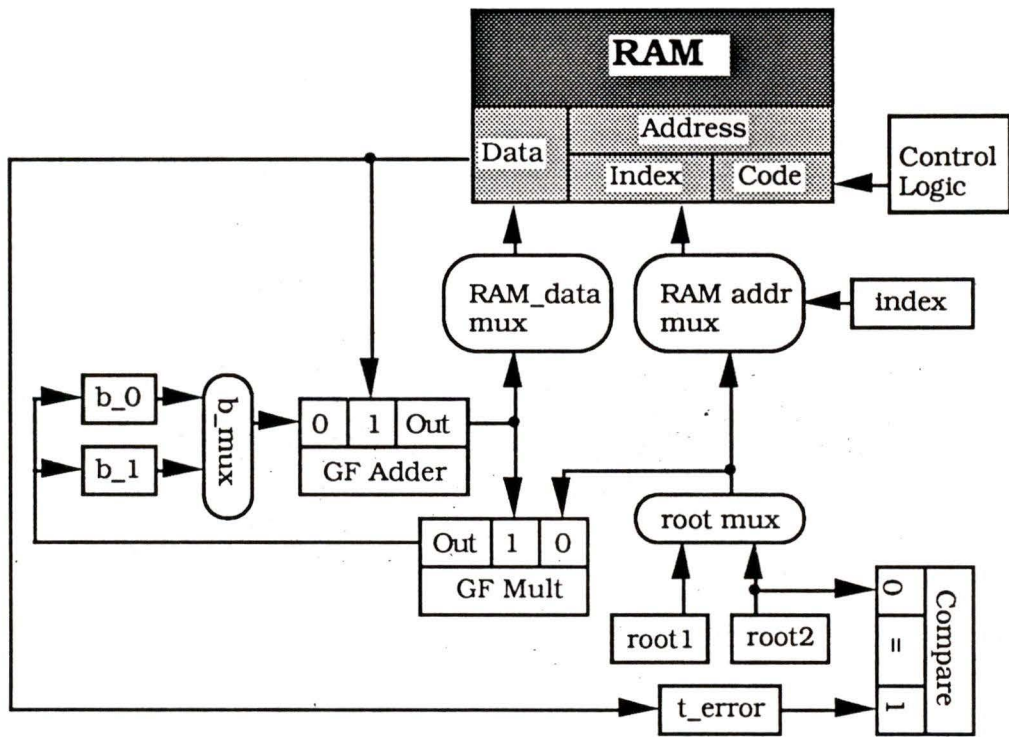 RAM
Data
Address
Index
Code
Control
Logic
RAM_data
mux
RAM addr
mux
index
b_0
b_1
b_mux
0 1 Out
GF Adder
Out 1 0
GF Mult
root mux
root1
root2
t_error
0 = 1
Compare